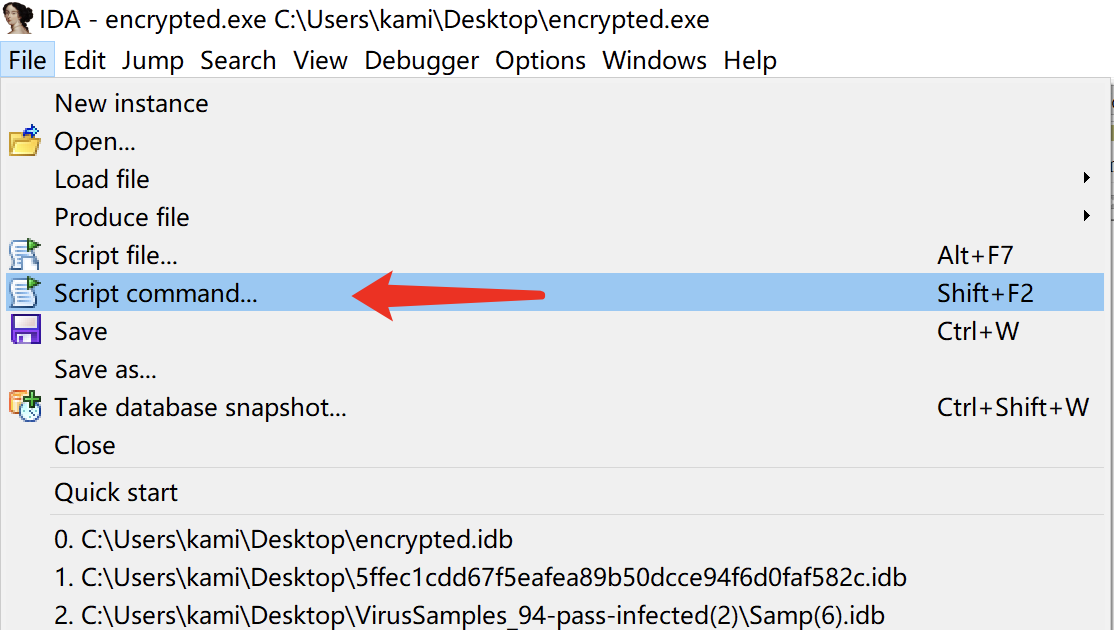 IDA - encrypted.exe C:\Users\kami\Desktop\encrypted.exe
File Edit Jump Search View Debugger Options Windows Help
New instance
Open...
Load file
Produce file
Script file... Alt+F7
Script command... Shift+F2
Save Ctrl+W
Save as...
Take database snapshot... Ctrl+Shift+W
Close
Quick start
0. C:\Users\kami\Desktop\encrypted.idb
1. C:\Users\kami\Desktop\5ffec1cdd67f5eafea89b50dcce94f6d0faf582c.idb
2. C:\Users\kami\Desktop\VirusSamples_94-pass-infected(2)\Samp(6).idb